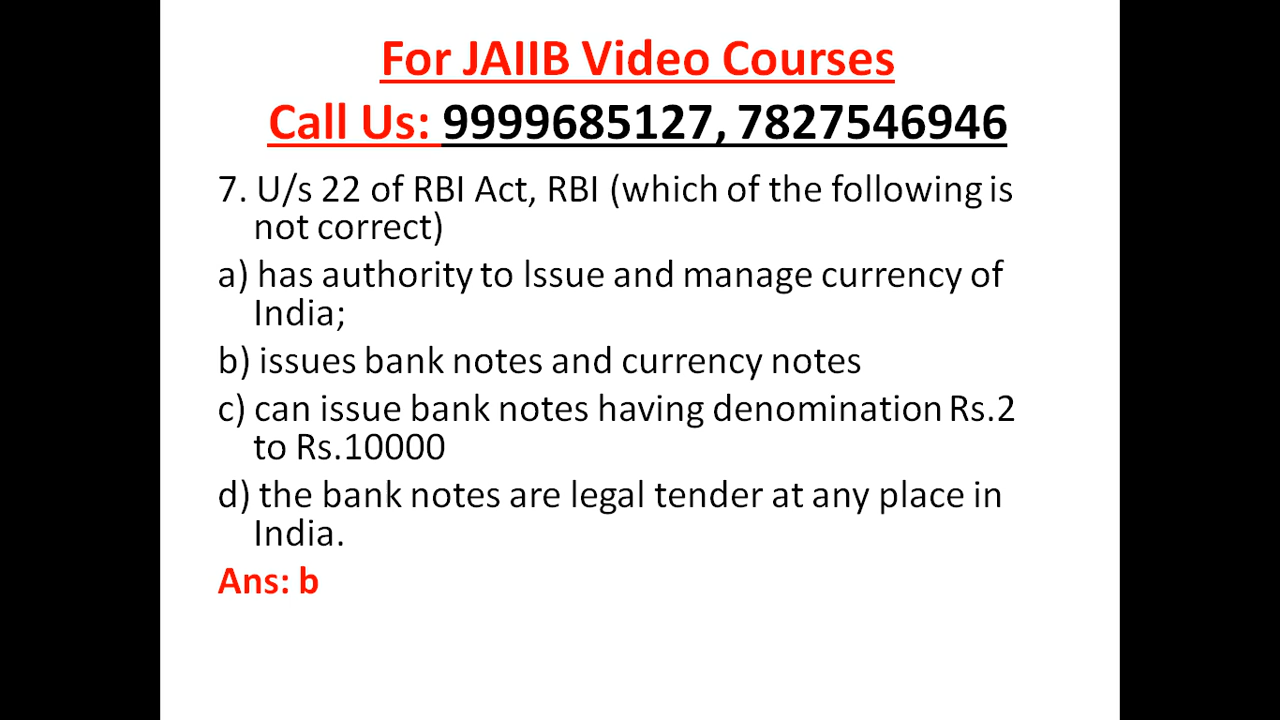 For JAIIB Video Courses
Call Us: 9999685127, 7827546946
7. U/s 22 of RBI Act, RBI (which of the following is
not correct)
a) has authority to Issue and manage currency of
India;
b) issues bank notes and currency notes
c) can issue bank notes having denomination Rs.2
to Rs.10000
d) the bank notes are legal tender at any place in
India.
Ans: b